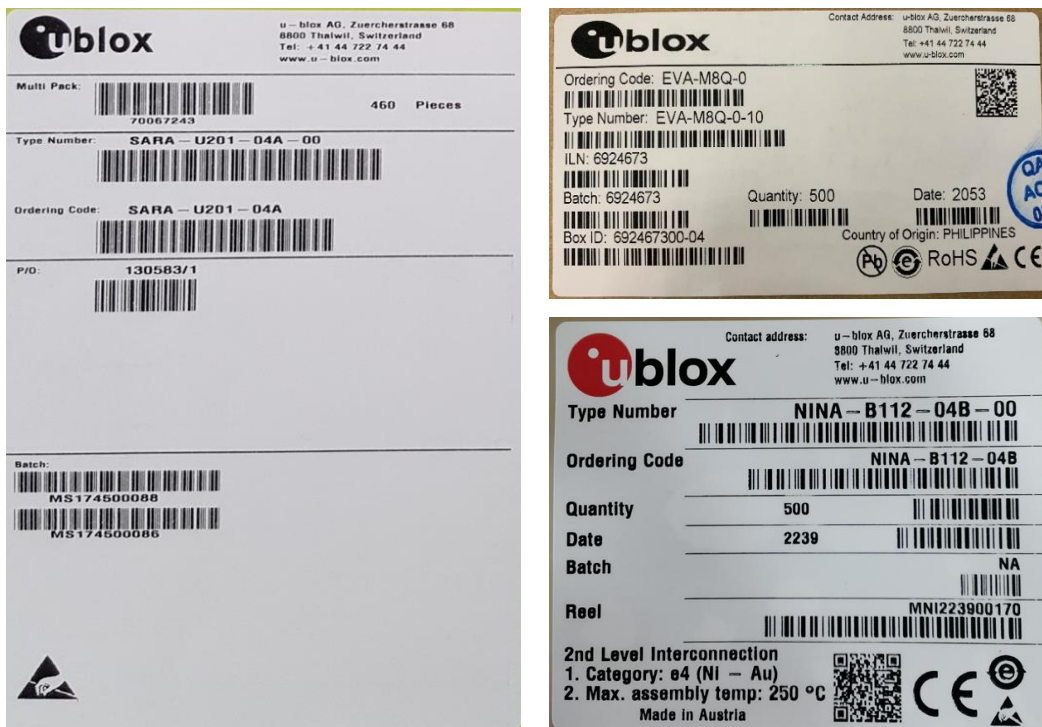 ublox
u-blox AG, Zuercherstrasse 68
8800 Thalwil, Switzerland
Tel: +41 44 722 74 44
www.u-blox.com
Multi Pack:
70067243
460 Pieces
Type Number: SARA-U201-04A-00
Ordering Code: SARA-U201-04A
P/O: 130583/1
Batch:
MS174500088
MS174500086
ublox
Contact Address: u-blox AG, Zuercherstrasse 68
8800 Thalwil, Switzerland
Tel: +41 44 722 74 44
www.u-blox.com
Ordering Code: EVA-M8Q-0
Type Number: EVA-M8Q-0-10
ILN: 6924673
Batch: 6924673 Quantity: 500 Date: 2053
Box ID: 692467300-04 Country of Origin: PHILIPPINES
Pb e RoHS CE
QA
ublox
Contact address: u-blox AG, Zuercherstrasse 68
8800 Thalwil, Switzerland
Tel: +41 44 722 74 44
www.u-blox.com
Type Number NINA-B112-04B-00
Ordering Code NINA-B112-04B
Quantity 500
Date 2239
Batch NA
Reel MNI223900170
2nd Level Interconnection
1. Category: e4 (Ni - Au)
2. Max. assembly temp: 250 °C
Made in Austria
CE e